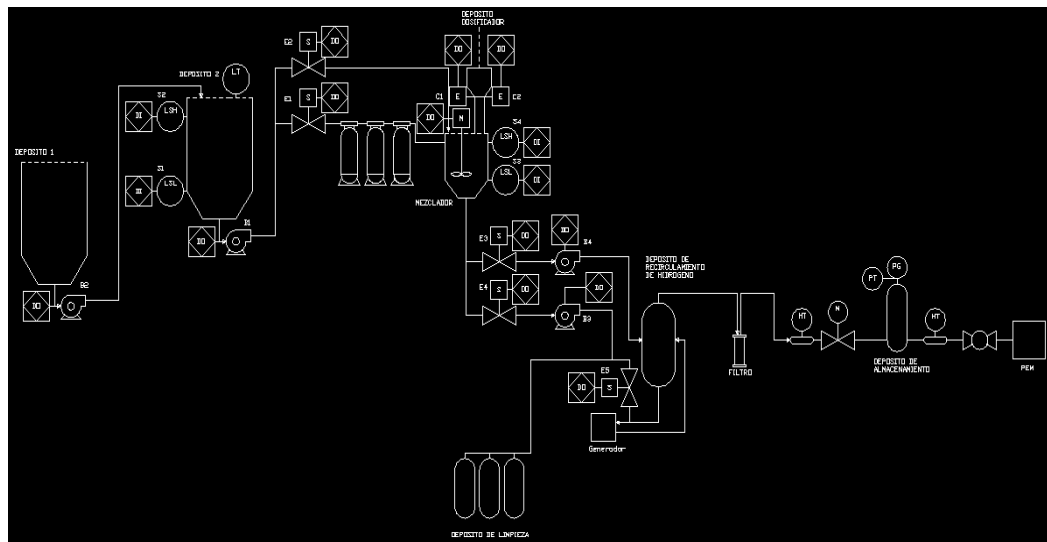 DEPOSITO
DOSIFICADOR
E2
S
DO
DO
DO
DEPOSITO 2
LT
E1
S
DO
C1
E
E
C2
S2
DO
M
DI
LSH
S4
LSH
DI
DEPOSITO 1
S3
S1
LSL
DI
DI
LSL
MEZCLADOR
B1
DO
E3
S
DO
DO
B4
DEPOSITO DE
RECIRCULAMIENTO
DE HIDROGENO
E4
S
DO
DO
PG
PT
B2
DO
B3
HT
M
HT
DEPOSITO DE
ALMACENAMIENTO
PEM
FILTRO
E5
DO
S
Generador
DEPOSITO DE LIMPIEZA